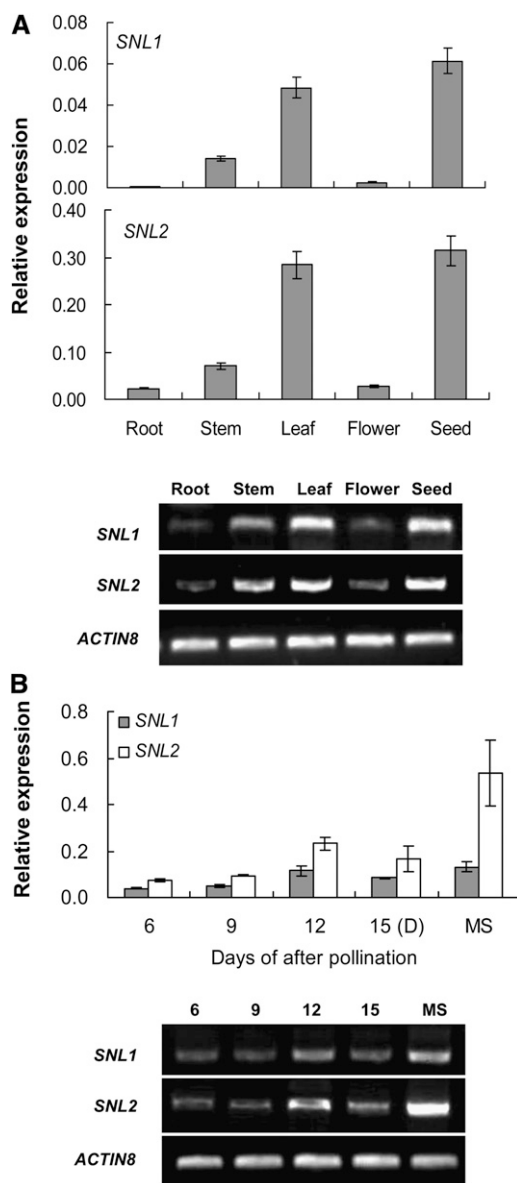 A
SNL1
0.08
0.06
0.04
0.02
0.00
Relative expression
SNL2
0.40
0.30
0.20
0.10
0.00
Root Stem Leaf Flower Seed
Root Stem Leaf Flower Seed
SNL1
SNL2
ACTIN8
B
Relative expression
0.8
0.6
0.4
0.2
0.0
SNL1
SNL2
6 9 12 15 (D) MS
Days of after pollination
6 9 12 15 MS
SNL1
SNL2
ACTIN8